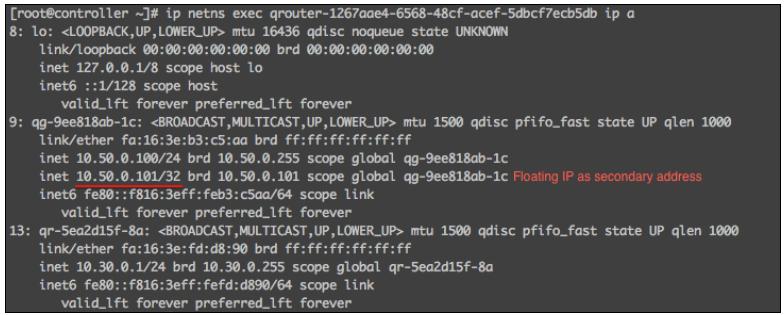 [root@controller ~]# ip netns exec qrouter-1267aae4-6568-48cf-acef-5dbcf7ecb5db ip a
8: lo: <LOOPBACK,UP,LOWER_UP> mtu 16436 qdisc noqueue state UNKNOWN
link/loopback 00:00:00:00:00:00 brd 00:00:00:00:00:00
inet 127.0.0.1/8 scope host lo
inet6 ::1/128 scope host
valid_lft forever preferred_lft forever
9: qg-9ee818ab-1c: <BROADCAST,MULTICAST,UP,LOWER_UP> mtu 1500 qdisc pfifo_fast state UP qlen 1000
link/ether fa:16:3e:b3:c5:aa brd ff:ff:ff:ff:ff:ff
inet 10.50.0.100/24 brd 10.50.0.255 scope global qg-9ee818ab-1c
inet 10.50.0.101/32 brd 10.50.0.101 scope global qg-9ee818ab-1c Floating IP as secondary address
inet6 fe80::f816:3eff:feb3:c5aa/64 scope link
valid_lft forever preferred_lft forever
13: qr-5ea2d15f-8a: <BROADCAST,MULTICAST,UP,LOWER_UP> mtu 1500 qdisc pfifo_fast state UP qlen 1000
link/ether fa:16:3e:fd:d8:90 brd ff:ff:ff:ff:ff:ff
inet 10.30.0.1/24 brd 10.30.0.255 scope global qr-5ea2d15f-8a
inet6 fe80::f816:3eff:fefd:d890/64 scope link
valid_lft forever preferred_lft forever